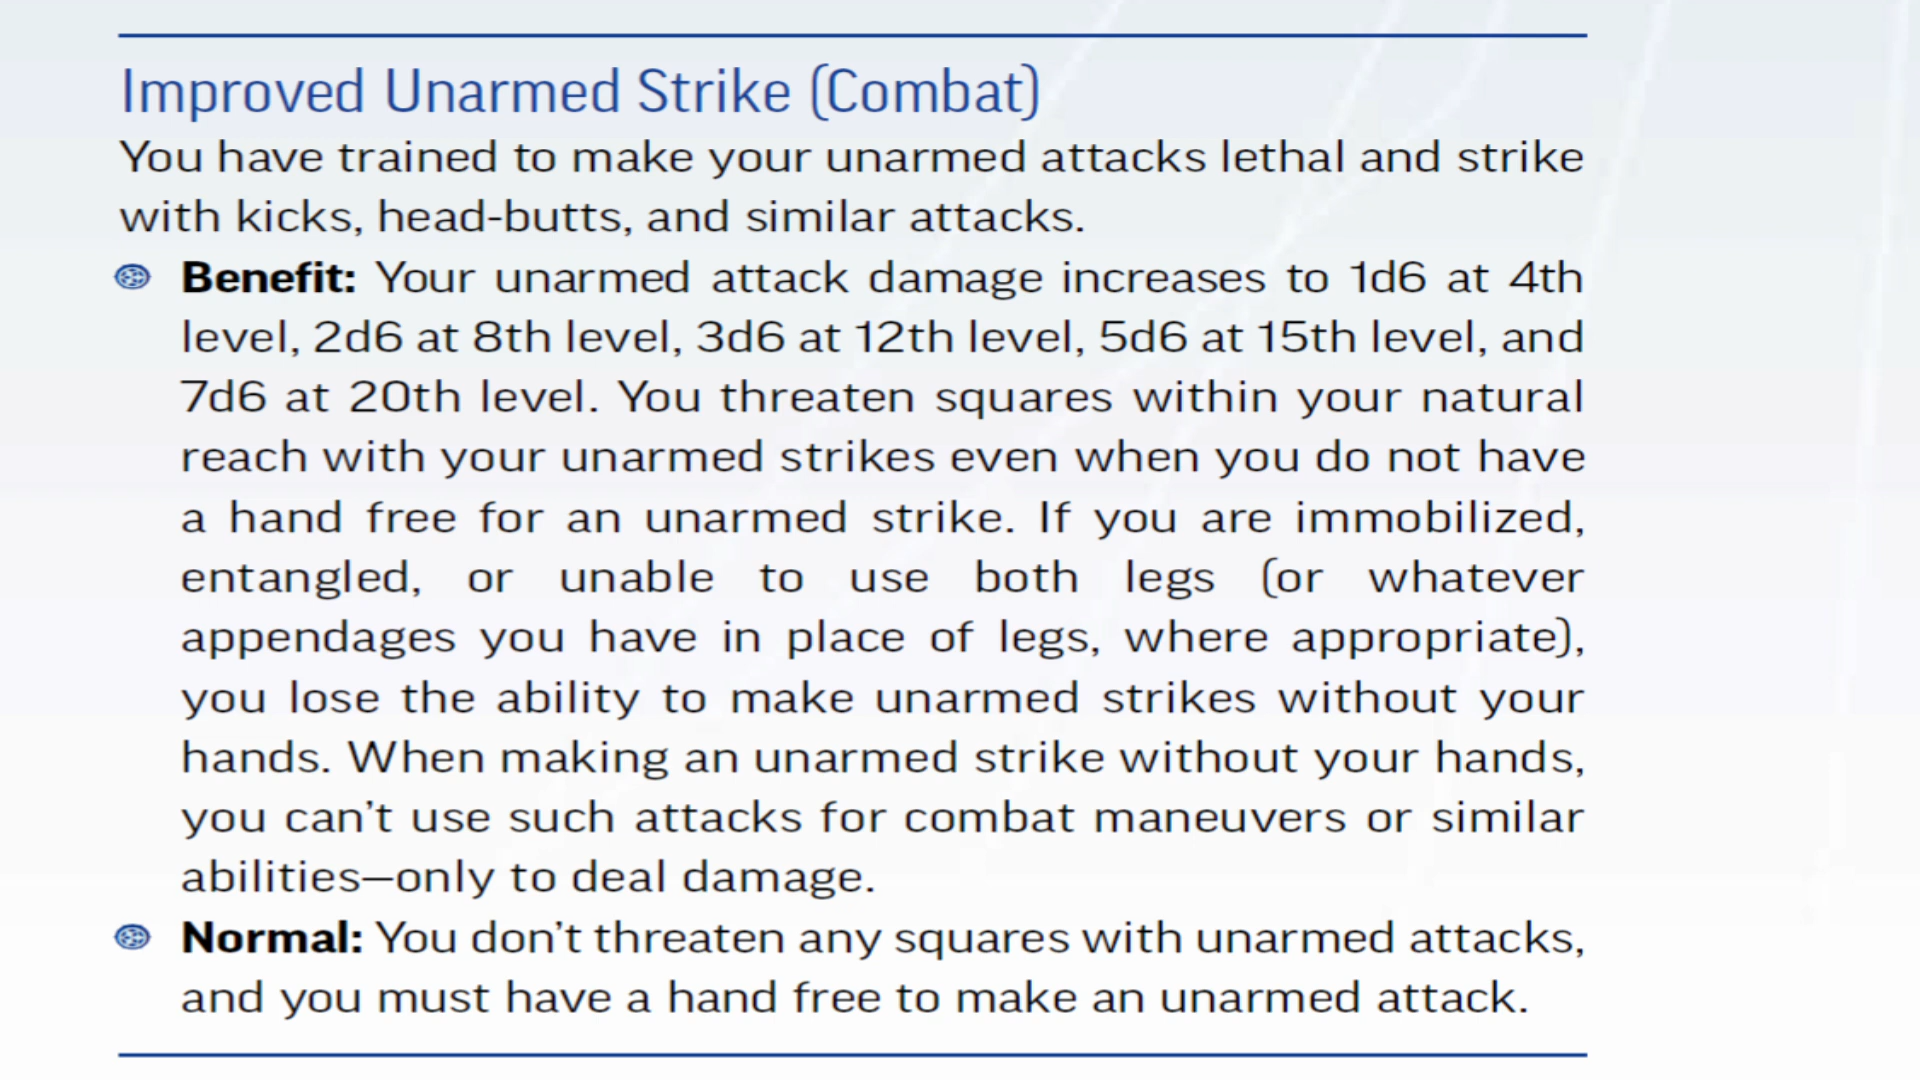 Improved Unarmed Strike (Combat)
You have trained to make your unarmed attacks lethal and strike
with kicks, head-butts, and similar attacks.
Benefit: Your unarmed attack damage increases to 1d6 at 4th
level, 2d6 at 8th level, 3d6 at 12th level, 5d6 at 15th level, and
7d6 at 20th level. You threaten squares within your natural
reach with your unarmed strikes even when you do not have
a hand free for an unarmed strike. If you are immobilized,
entangled, or unable to use both legs (or whatever
appendages you have in place of legs, where appropriate),
you lose the ability to make unarmed strikes without your
hands. When making an unarmed strike without your hands,
you can't use such attacks for combat maneuvers or similar
abilities—only to deal damage.
Normal: You don't threaten any squares with unarmed attacks,
and you must have a hand free to make an unarmed attack.